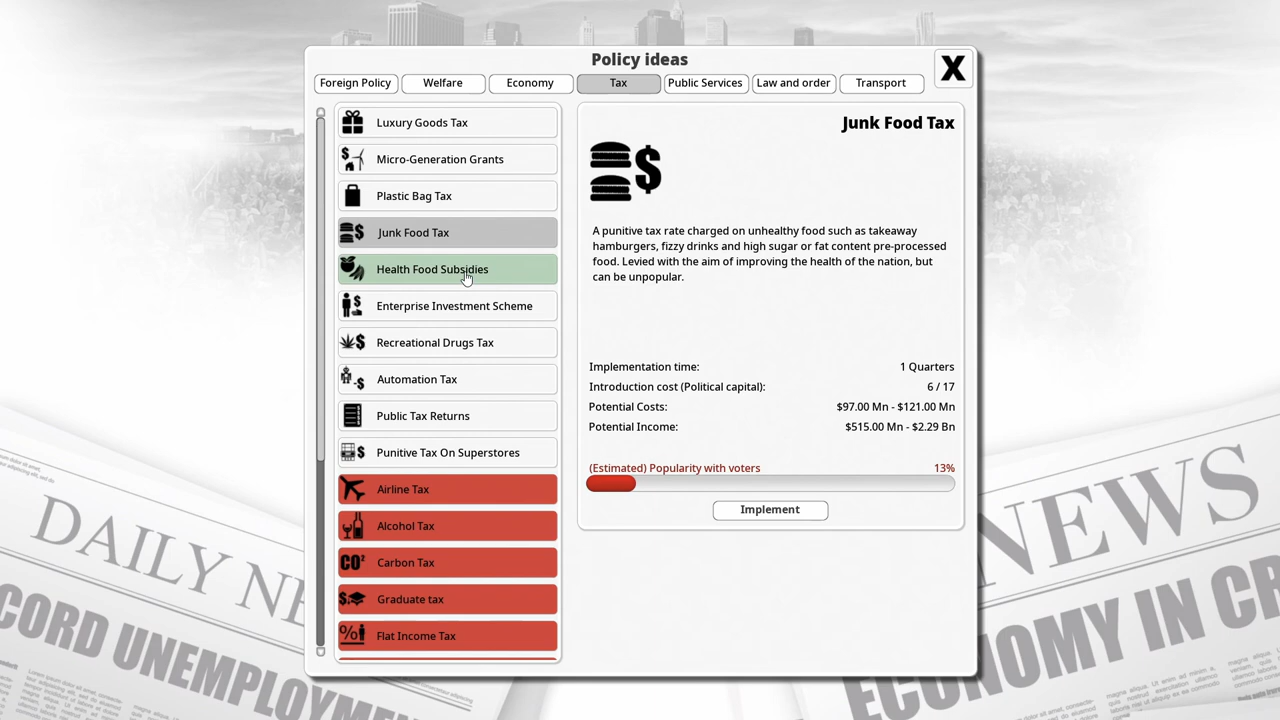 Policy ideas
X
Foreign Policy
Welfare
Economy
Tax
Public Services
Law and order
Transport
Luxury Goods Tax
Micro-Generation Grants
Plastic Bag Tax
Junk Food Tax
Health Food Subsidies
Enterprise Investment Scheme
Recreational Drugs Tax
Automation Tax
Public Tax Returns
Punitive Tax On Superstores
Airline Tax
Alcohol Tax
CO² Carbon Tax
Graduate tax
Flat Income Tax
Junk Food Tax
A punitive tax rate charged on unhealthy food such as takeaway
hamburgers, fizzy drinks and high sugar or fat content pre-processed
food. Levied with the aim of improving the health of the nation, but
can be unpopular.
Implementation time: 1 Quarters
Introduction cost (Political capital): 6 / 17
Potential Costs: $97.00 Mn - $121.00 Mn
Potential Income: $515.00 Mn - $2.29 Bn
(Estimated) Popularity with voters 13%
Implement
DAILY NE
CORD UNEMPLOYM
NEWS
ECONOMY IN CR